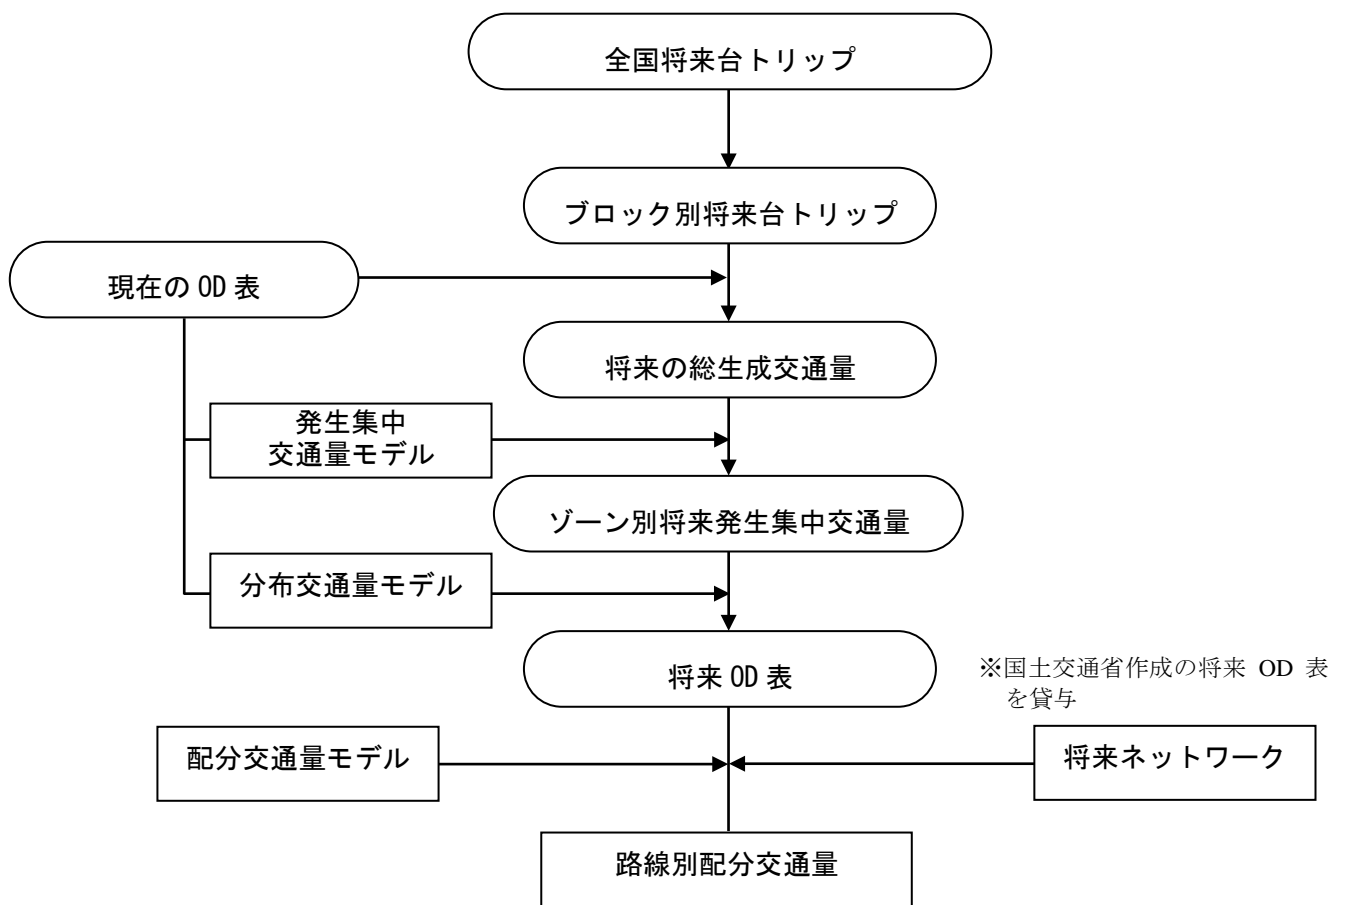 全国将来台トリップ
ブロック別将来台トリップ
現在の OD 表
将来の総生成交通量
発生集中
交通量モデル
ゾーン別将来発生集中交通量
分布交通量モデル
将来 OD 表
※国土交通省作成の将来 OD 表
を貸与
配分交通量モデル
将来ネットワーク
路線別配分交通量